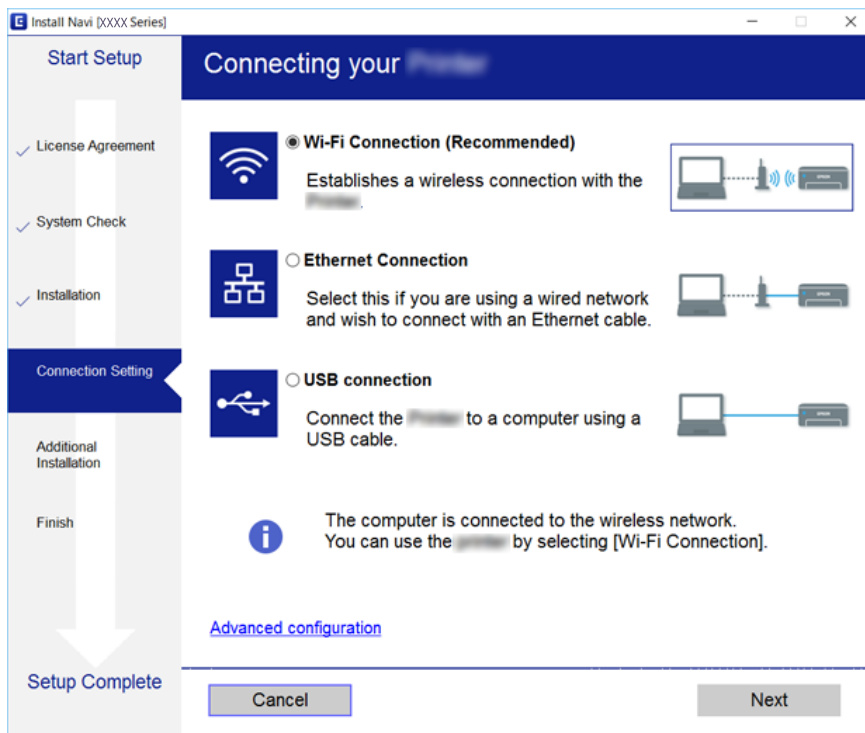 Install Navi [XXXX Series]
Start Setup
License Agreement
System Check
Installation
Connection Setting
Additional
Installation
Finish
Setup Complete
Connecting your
Wi-Fi Connection (Recommended)
Establishes a wireless connection with the
.
Ethernet Connection
Select this if you are using a wired network
and wish to connect with an Ethernet cable.
USB connection
Connect the to a computer using a
USB cable.
The computer is connected to the wireless network.
You can use the by selecting [Wi-Fi Connection].
Advanced configuration
Cancel
Next